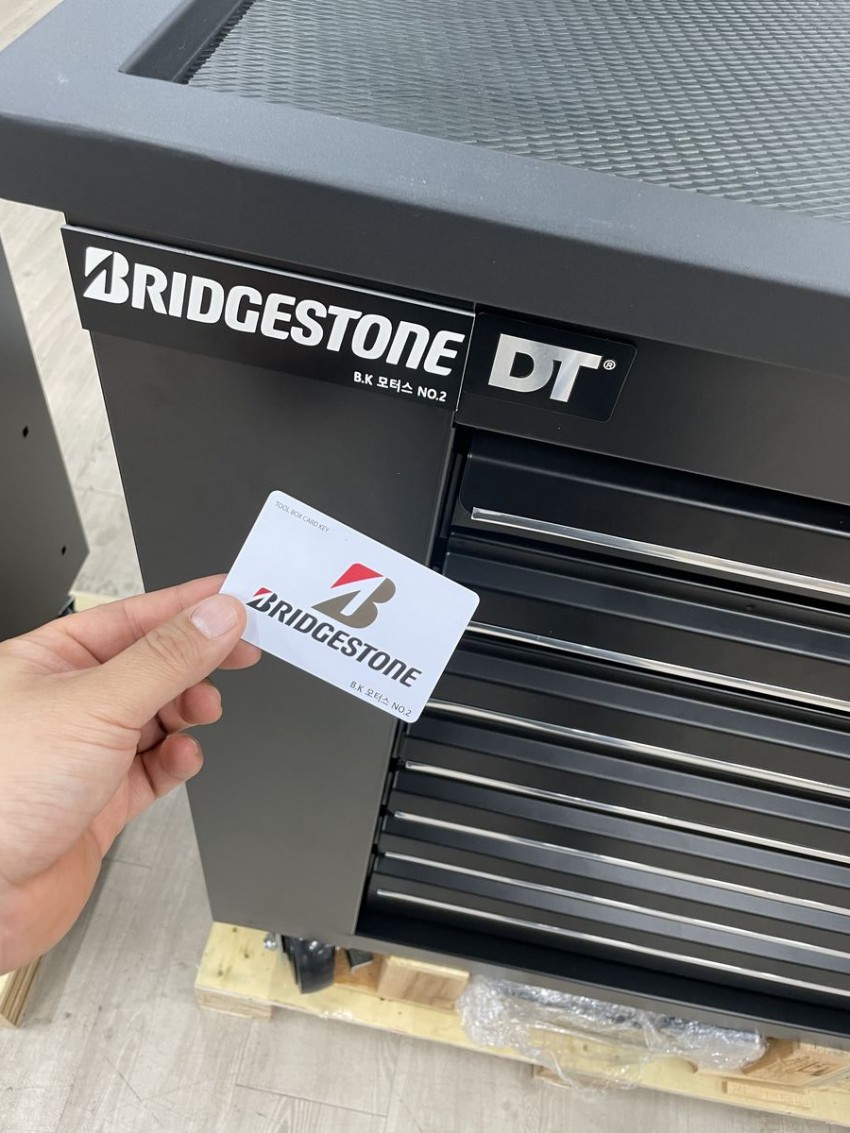 BRIDGESTONE
B.K 모터스 NO.2
DT®
TOOL BOX CARD KEY
B
BRIDGESTONE
B.K 모터스 NO.2